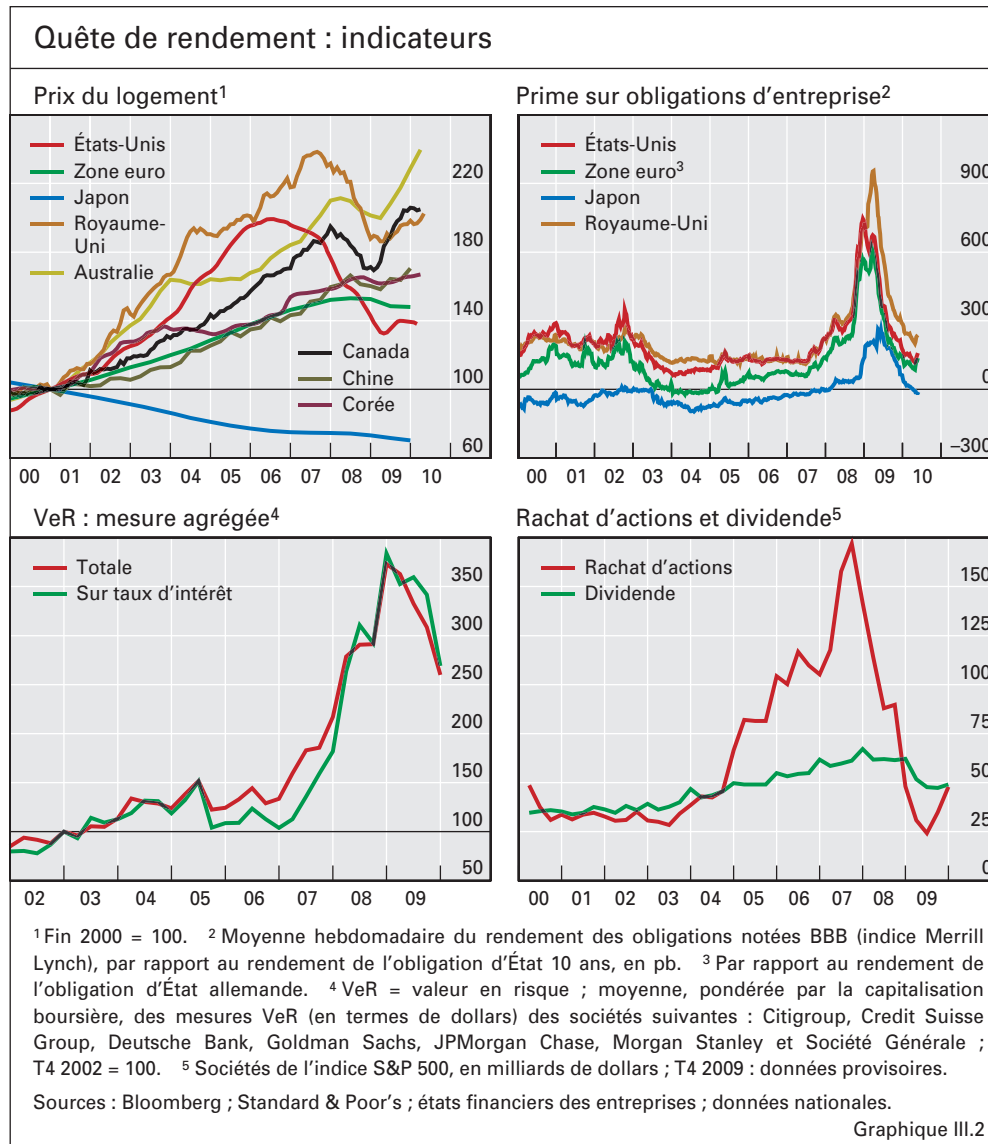 Quête de rendement : indicateurs
Prix du logement¹
États-Unis
Zone euro
Japon
Royaume-
Uni
Australie
Canada
Chine
Corée
220
180
140
100
60
00 01 02 03 04 05 06 07 08 09 10
Prime sur obligations d'entreprise²
États-Unis
Zone euro³
Japon
Royaume-Uni
900
600
300
0
–300
00 01 02 03 04 05 06 07 08 09 10
VeR : mesure agrégée⁴
Totale
Sur taux d'intérêt
350
300
250
200
150
100
50
02 03 04 05 06 07 08 09
Rachat d'actions et dividende⁵
Rachat d'actions
Dividende
150
125
100
75
50
25
0
00 01 02 03 04 05 06 07 08 09
¹ Fin 2000 = 100. ² Moyenne hebdomadaire du rendement des obligations notées BBB (indice Merrill
Lynch), par rapport au rendement de l'obligation d'État 10 ans, en pb. ³ Par rapport au rendement de
l'obligation d'État allemande. ⁴ VeR = valeur en risque ; moyenne, pondérée par la capitalisation
boursière, des mesures VeR (en termes de dollars) des sociétés suivantes : Citigroup, Credit Suisse
Group, Deutsche Bank, Goldman Sachs, JPMorgan Chase, Morgan Stanley et Société Générale ;
T4 2002 = 100. ⁵ Sociétés de l'indice S&P 500, en milliards de dollars ; T4 2009 : données provisoires.
Sources : Bloomberg ; Standard & Poor's ; états financiers des entreprises ; données nationales.
Graphique III.2